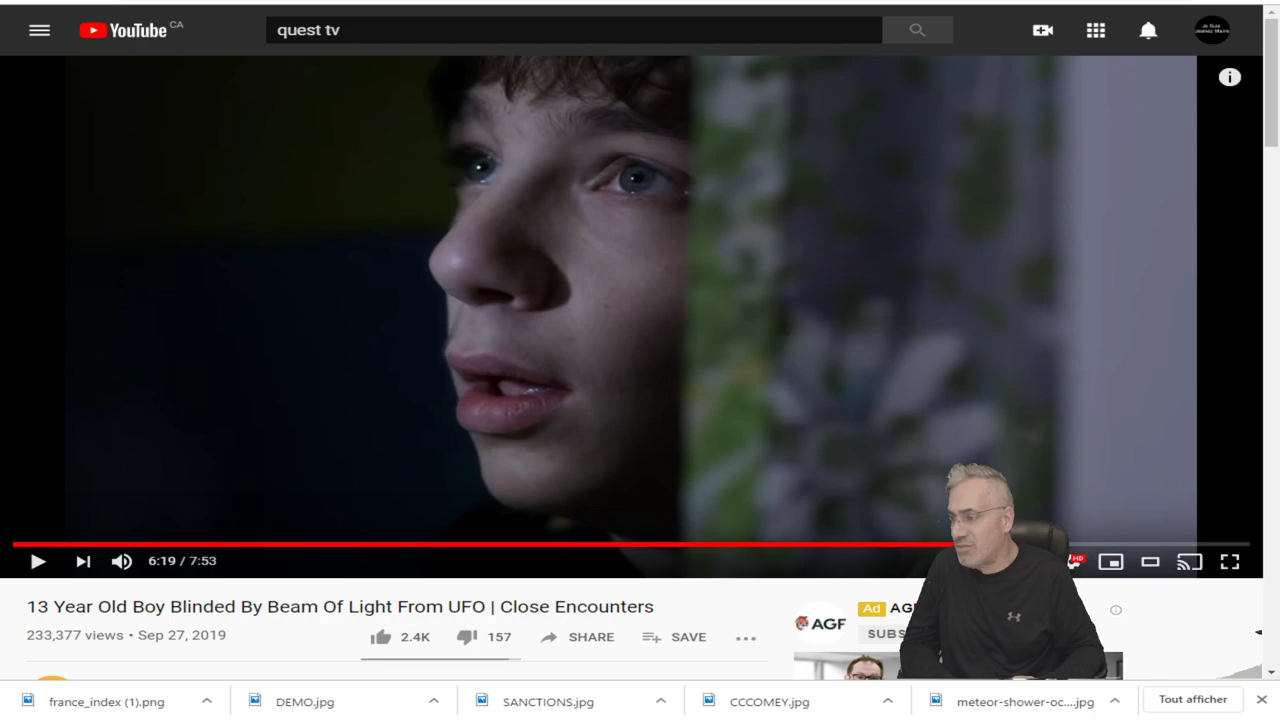 YouTube CA
quest tv
HD
6:19 / 7:53
13 Year Old Boy Blinded By Beam Of Light From UFO | Close Encounters
233,377 views • Sep 27, 2019
2.4K
157
SHARE
SAVE
AGF
Ad
SUBS
france_index (1).png
DEMO.jpg
SANCTIONS.jpg
CCCOMEY.jpg
meteor-shower-oc....jpg
Tout afficher